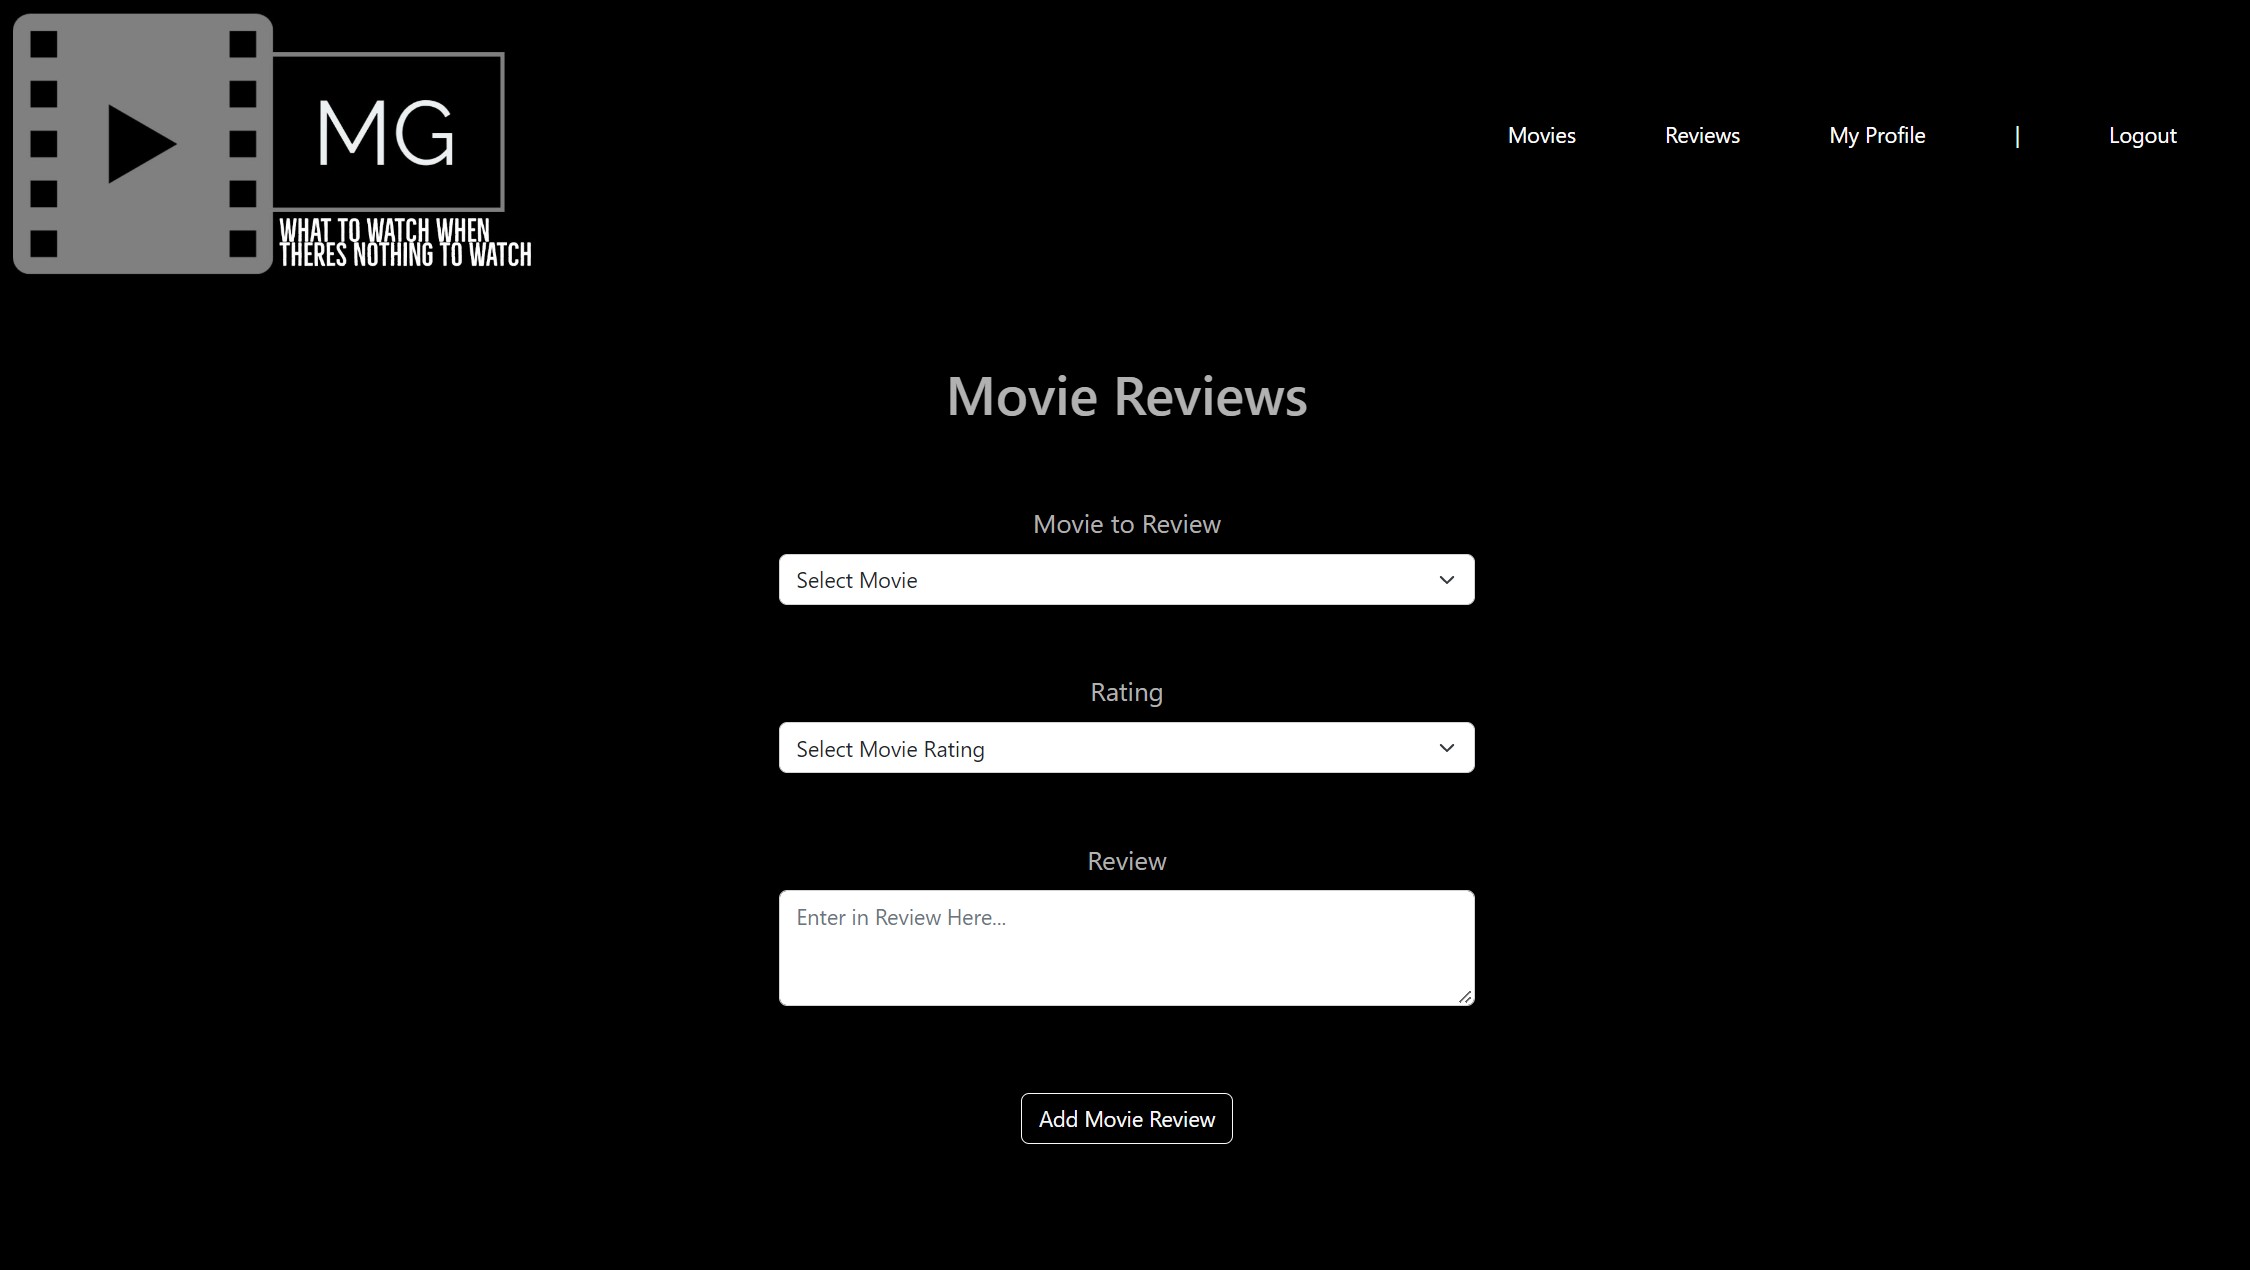 MG
WHAT TO WATCH WHEN
THERES NOTHING TO WATCH
Movies Reviews My Profile | Logout
Movie Reviews
Movie to Review
Select Movie
Rating
Select Movie Rating
Review
Enter in Review Here...
Add Movie Review